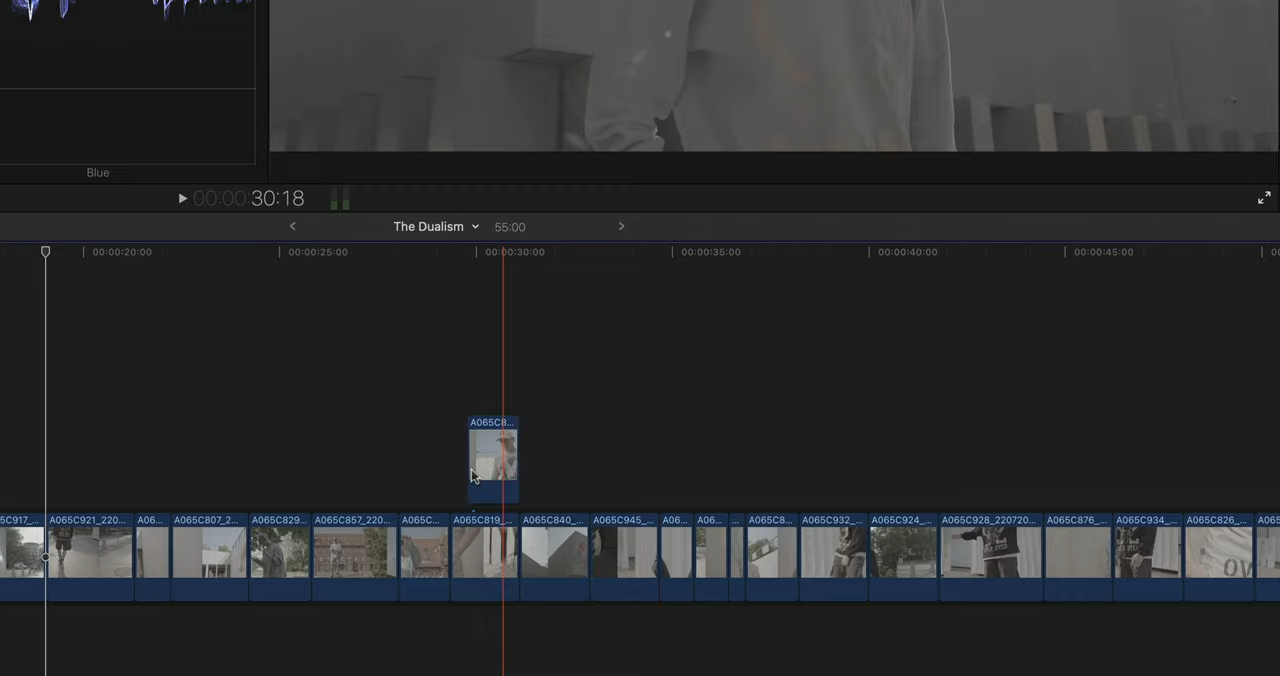 Blue
00:00:30:18
The Dualism 55:00
00:00:20:00 00:00:25:00 00:00:30:00 00:00:35:00 00:00:40:00 00:00:45:00
A065C8...
5C917_... A065C921_220... A06... A065C807_2... A065C829... A065C857_220... A065C... A065C819_... A065C840_... A065C945_... A06... A06... ... A065C8... A065C932_... A065C924_... A065C928_220720... A065C876_... A065C934_... A065C826_... A065
OV